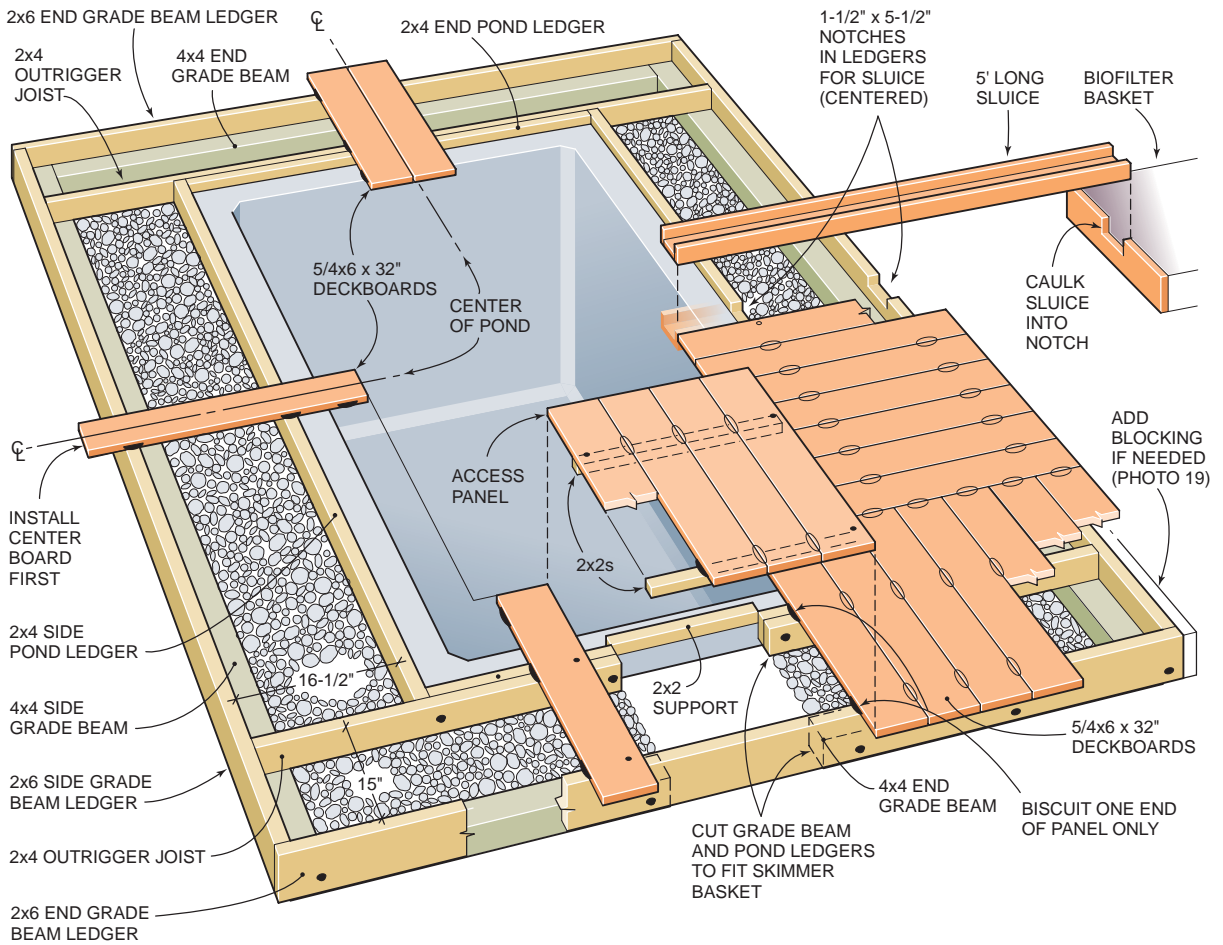 2x6 END GRADE BEAM LEDGER
℄
2x4 END POND LEDGER
1-1/2" x 5-1/2"
NOTCHES
IN LEDGERS
FOR SLUICE
(CENTERED)
2x4
OUTRIGGER
JOIST
4x4 END
GRADE BEAM
5' LONG
SLUICE
BIOFILTER
BASKET
5/4x6 x 32"
DECKBOARDS
CENTER
OF POND
CAULK
SLUICE
INTO
NOTCH
℄
ACCESS
PANEL
ADD
BLOCKING
IF NEEDED
(PHOTO 19)
INSTALL
CENTER
BOARD
FIRST
2x2s
2x4 SIDE
POND LEDGER
16-1/2"
2x2
SUPPORT
4x4 SIDE
GRADE BEAM
5/4x6 x 32"
DECKBOARDS
2x6 SIDE GRADE
BEAM LEDGER
15"
4x4 END
GRADE BEAM
BISCUIT ONE END
OF PANEL ONLY
CUT GRADE BEAM
AND POND LEDGERS
TO FIT SKIMMER
BASKET
2x4 OUTRIGGER JOIST
2x6 END GRADE
BEAM LEDGER